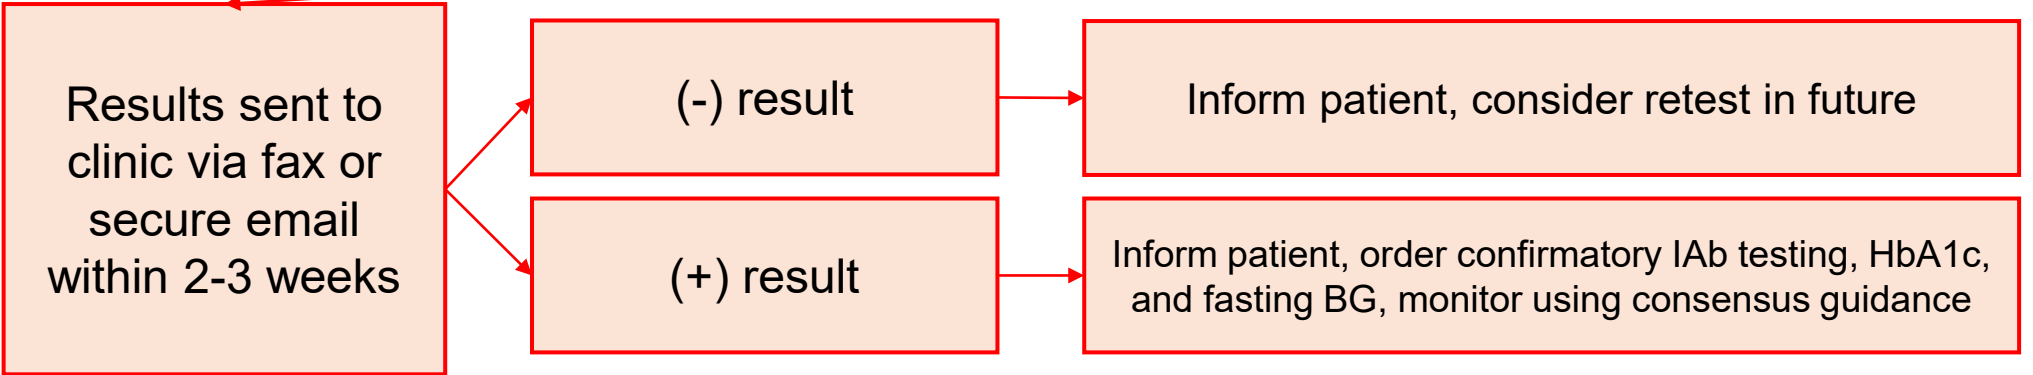 Results sent to
clinic via fax or
secure email
within 2-3 weeks
(-) result
Inform patient, consider retest in future
(+) result
Inform patient, order confirmatory IAb testing, HbA1c,
and fasting BG, monitor using consensus guidance